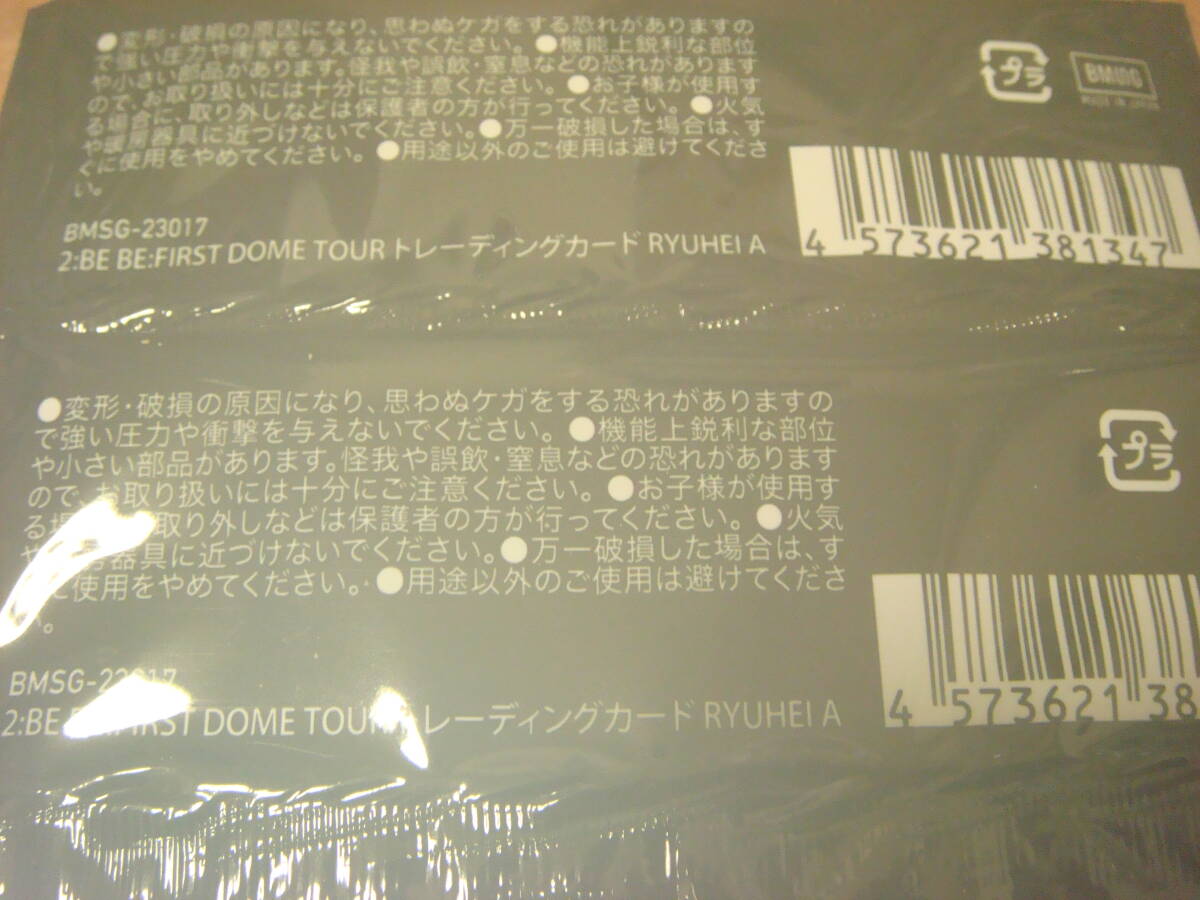 ●変形・破損の原因になり、思わぬケガをする恐れがありますの
で強い圧力や衝撃を与えないでください。 ●機能上鋭利な部位
や小さい部品があります。怪我や誤飲・窒息などの恐れがあります
ので、お取り扱いには十分にご注意ください。 ●お子様が使用す
る場合に、取り外しなどは保護者の方が行ってください。 ●火気
や暖房器具に近づけないでください。 ●万一破損した場合は、す
ぐに使用をやめてください。 ●用途以外のご使用は避けてくださ
い。
プラ
BMSG
MADE IN JAPAN
BMSG-23017
2:BE BE:FIRST DOME TOUR トレーディングカード RYUHEI A
4 573621 381347
●変形・破損の原因になり、思わぬケガをする恐れがありますの
で強い圧力や衝撃を与えないでください。 ●機能上鋭利な部位
や小さい部品があります。怪我や誤飲・窒息などの恐れがあります
ので、お取り扱いには十分にご注意ください。 ●お子様が使用す
る 取り外しなどは保護者の方が行ってください。 ●火気
や 器具に近づけないでください。 ●万一破損した場合は、す
に使用をやめてください。 ●用途以外のご使用は避けてくださ
い。
プラ
BMSG-23017
2:BE BE:FIRST DOME TOUR トレーディングカード RYUHEI A
4 573621 38